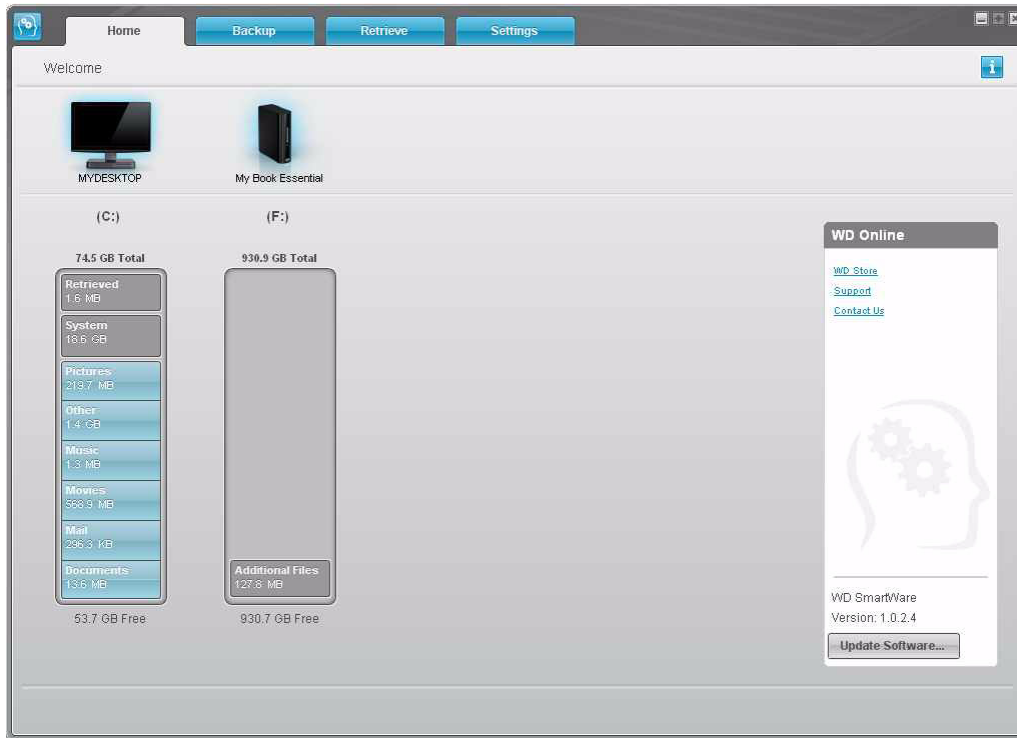 Home
Backup
Retrieve
Settings
Welcome
MYDESKTOP
My Book Essential
(C:)
(F:)
74.5 GB Total
930.9 GB Total
Retrieved
1.6 MB
System
18.6 GB
Pictures
219.7 MB
Other
1.4 GB
Music
1.3 MB
Movies
568.9 MB
Mail
296.3 KB
Documents
13.6 MB
Additional Files
127.8 MB
53.7 GB Free
930.7 GB Free
WD Online
WD Store
Support
Contact Us
WD SmartWare
Version: 1.0.2.4
Update Software...